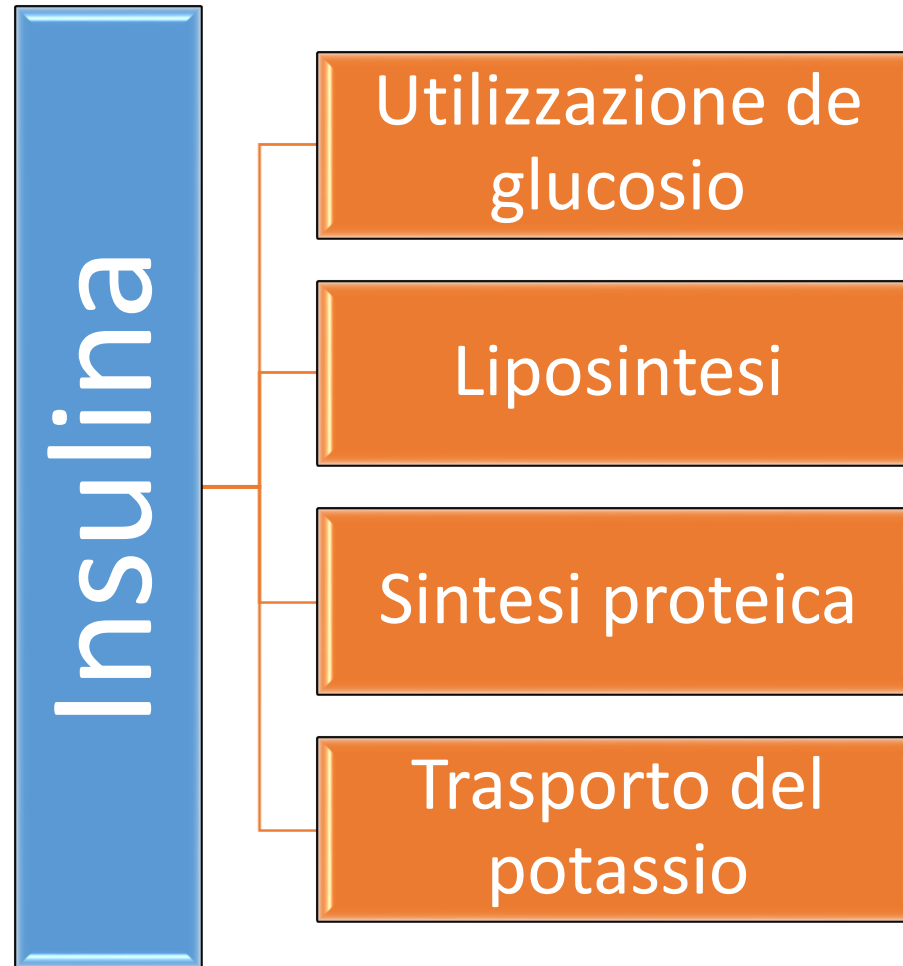 Insulina
Utilizzazione de
glucosio
Liposintesi
Sintesi proteica
Trasporto del
potassio